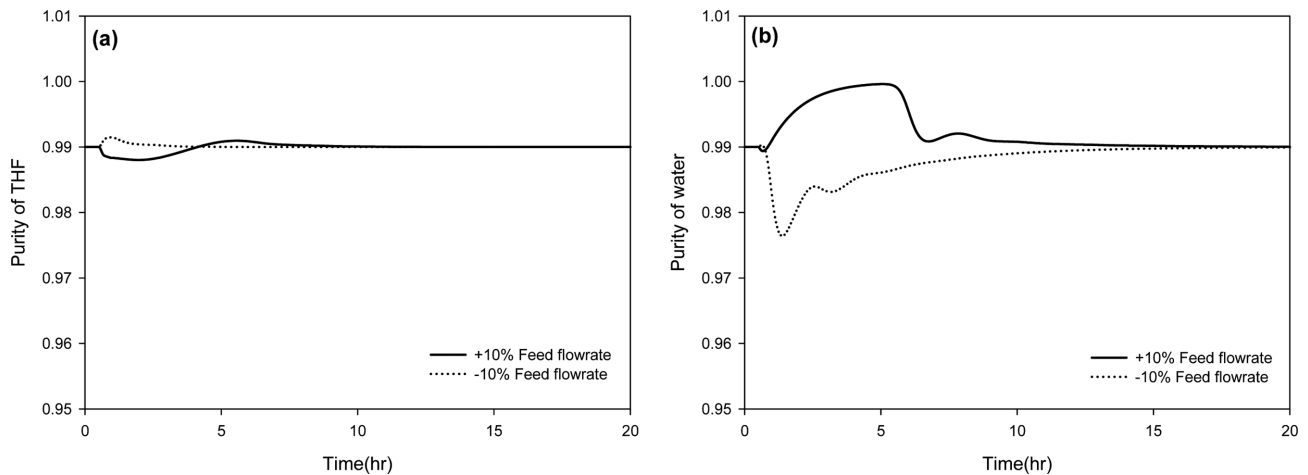 (a)
1.01
1.00
0.99
0.98
0.97
0.96
0.95
Purity of THF
+10% Feed flowrate
-10% Feed flowrate
0
5
10
15
20
Time(hr)
(b)
1.01
1.00
0.99
0.98
0.97
0.96
0.95
Purity of water
+10% Feed flowrate
-10% Feed flowrate
0
5
10
15
20
Time(hr)